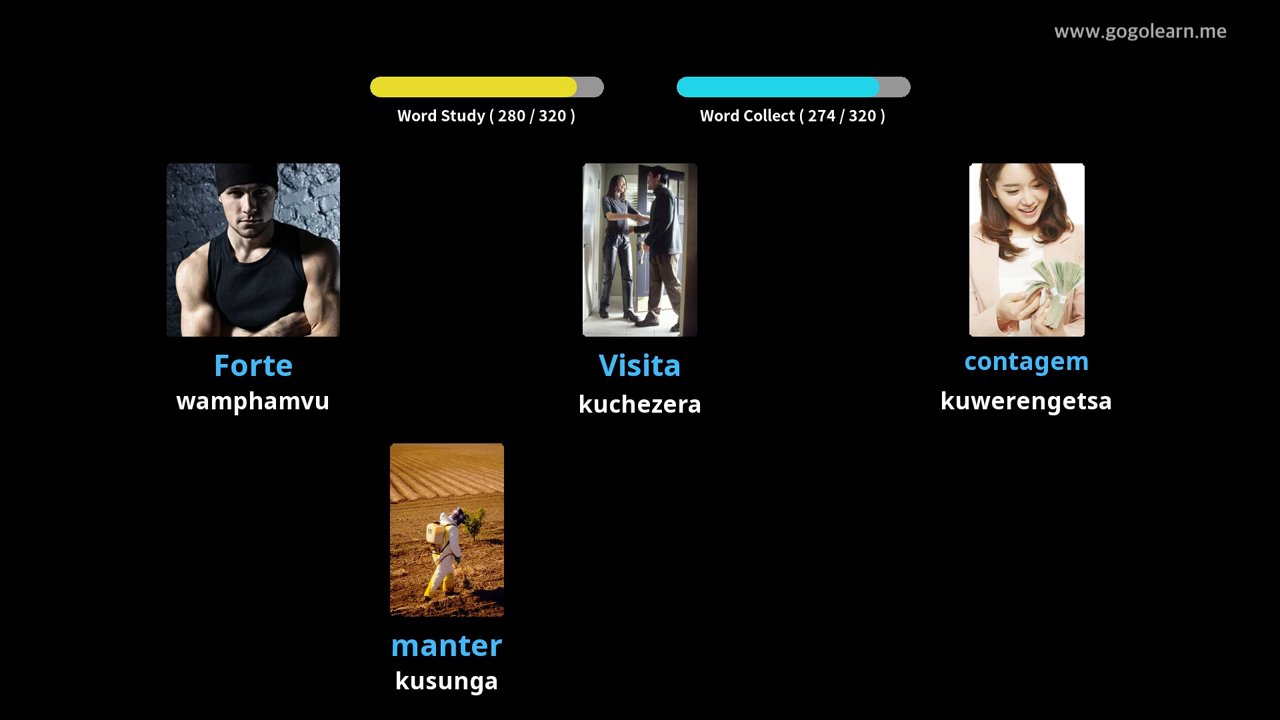 www.gogolearn.me
Word Study ( 280 / 320 )
Word Collect ( 274 / 320 )
Forte
wamphamvu
Visita
kuchezera
contagem
kuwerengetsa
manter
kusunga